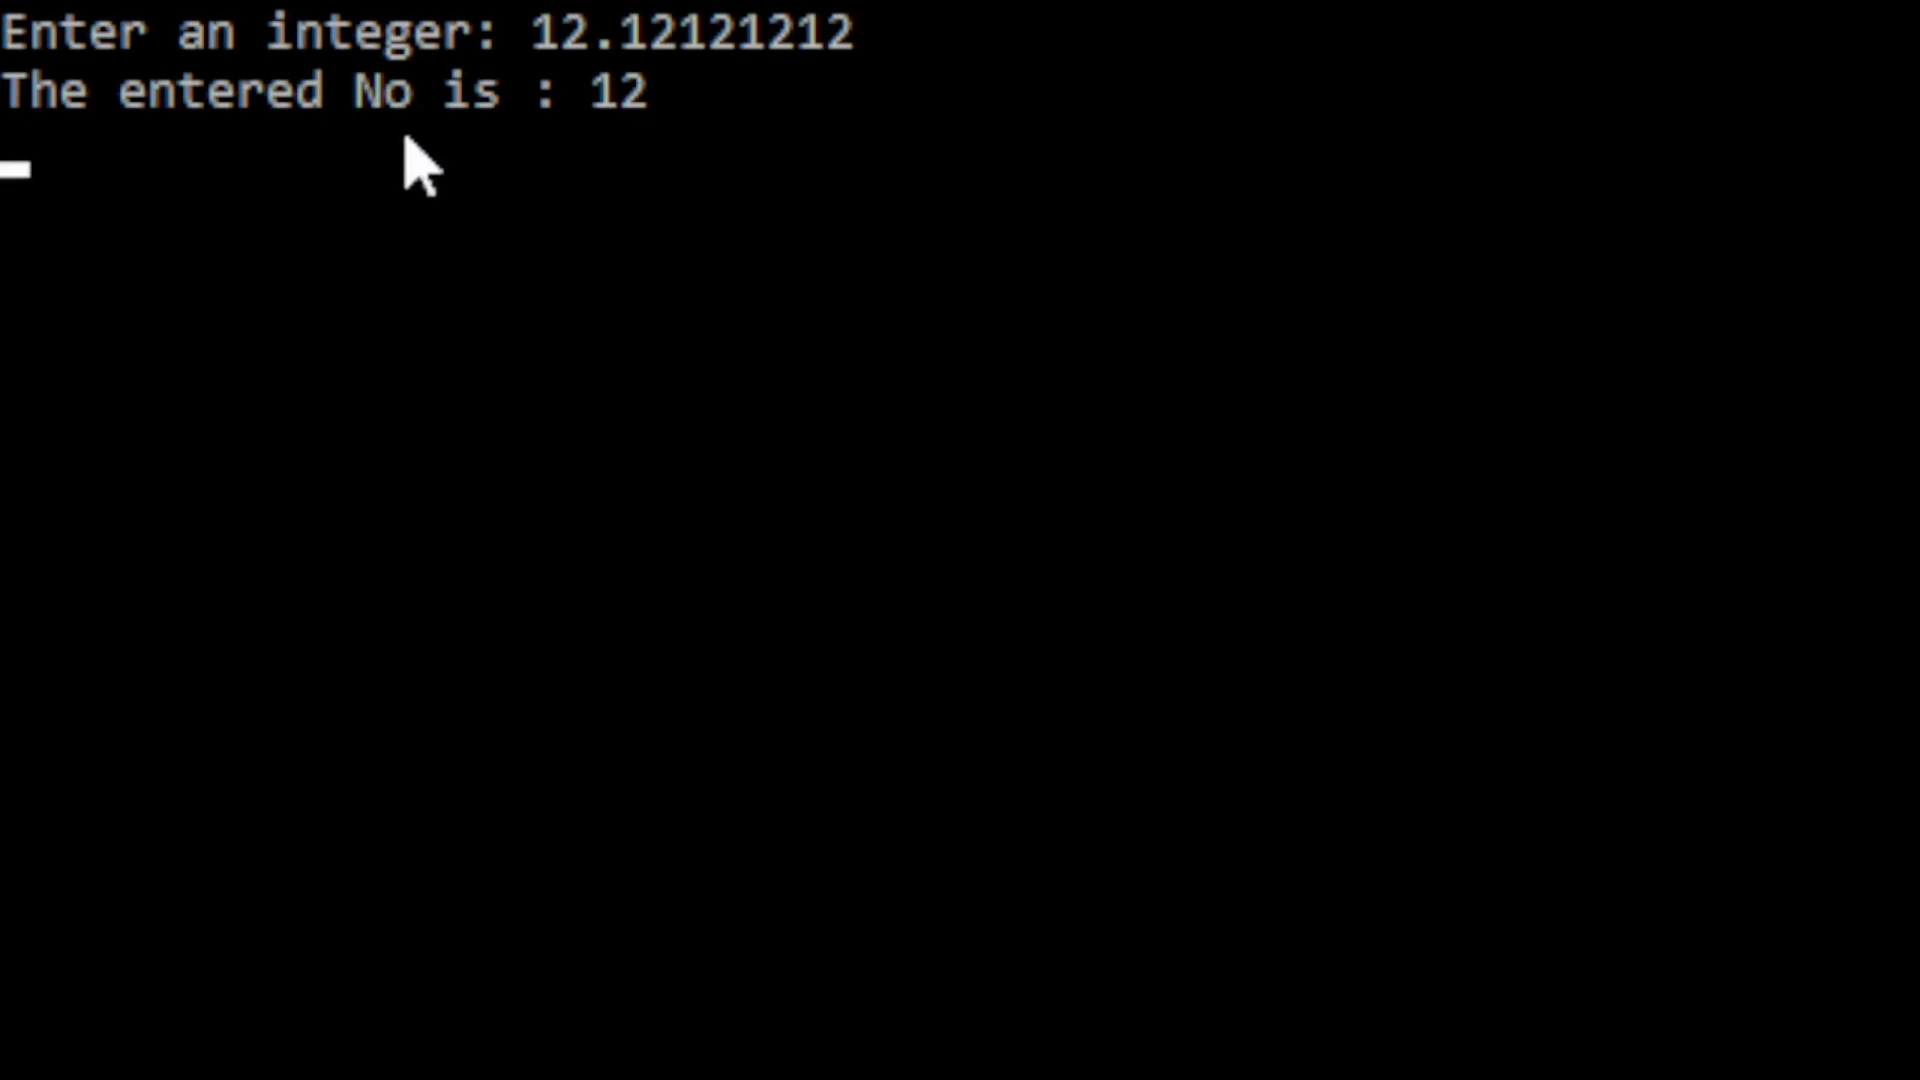 Enter an integer: 12.12121212
The entered No is : 12